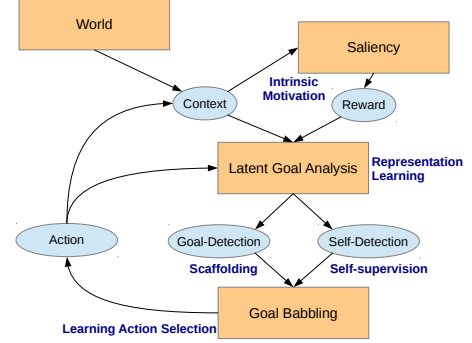 World
Saliency
Intrinsic
Motivation
Context
Reward
Latent Goal Analysis
Representation
Learning
Action
Goal-Detection
Self-Detection
Scaffolding
Self-supervision
Goal Babbling
Learning Action Selection